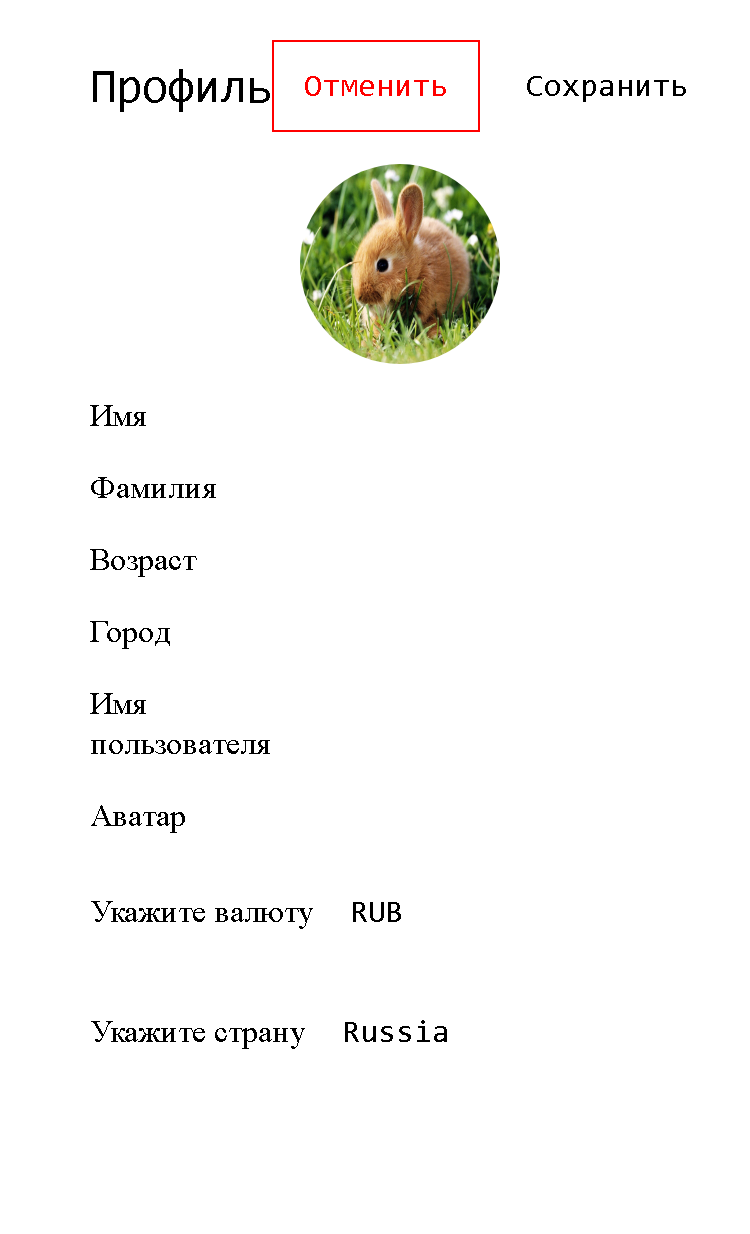 Профиль Отменить Сохранить
Имя
Фамилия
Возраст
Город
Имя
пользователя
Аватар
Укажите валюту RUB
Укажите страну Russia